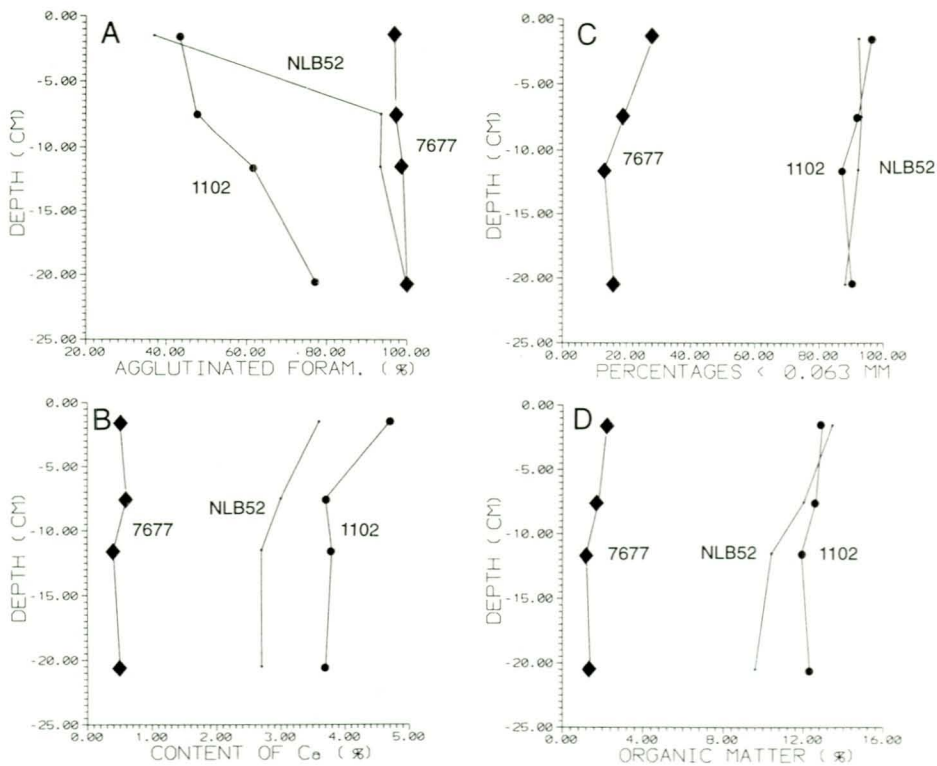 A
0.00
-5.00
-10.00
-15.00
-20.00
-25.00
DEPTH (CM)
NLB52
7677
1102
20.00 40.00 60.00 80.00 100.00
AGGLUTINATED FORAM. (%)
C
0.00
-5.00
-10.00
-15.00
-20.00
-25.00
DEPTH (CM)
7677
1102
NLB52
0.00 20.00 40.00 60.00 80.00 100.00
PERCENTAGES < 0.063 MM
B
0.00
-5.00
-10.00
-15.00
-20.00
-25.00
DEPTH (CM)
7677
NLB52
1102
0.00 1.00 2.00 3.00 4.00 5.00
CONTENT OF Ca (%)
D
0.00
-5.00
-10.00
-15.00
-20.00
-25.00
DEPTH (CM)
7677
NLB52
1102
0.00 4.00 8.00 12.00 16.00
ORGANIC MATTER (%)